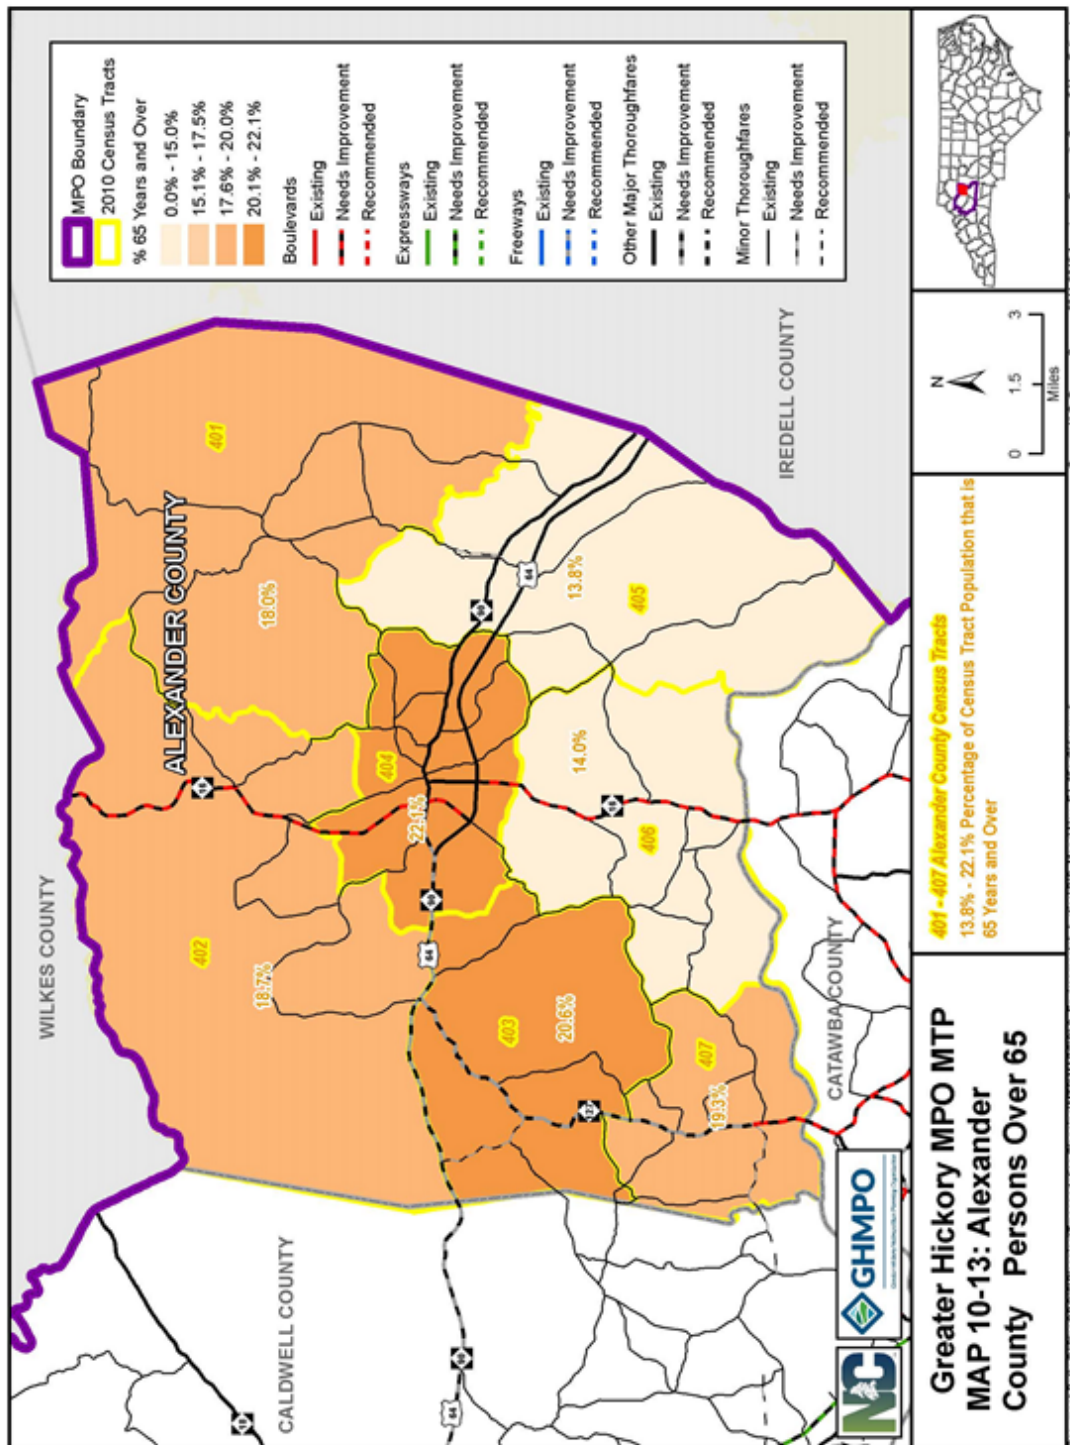 MPO Boundary
2010 Census Tracts
% 65 Years and Over
0.0% - 15.0%
15.1% - 17.5%
17.6% - 20.0%
20.1% - 22.1%
Boulevards
Existing
Needs Improvement
Recommended
Expressways
Existing
Needs Improvement
Recommended
Freeways
Existing
Needs Improvement
Recommended
Other Major Thoroughfares
Existing
Needs Improvement
Recommended
Minor Thoroughfares
Existing
Needs Improvement
Recommended
WILKES COUNTY
ALEXANDER COUNTY
IREDELL COUNTY
CALDWELL COUNTY
CATAWBA COUNTY
401
18.0%
402
18.7%
16
404
22.1%
90
64
90
64
403
20.6%
127
13.8%
405
14.0%
16
406
407
19.3%
90
64
NC
GHMPO
Greater Hickory MPO MTP
MAP 10-13: Alexander
County Persons Over 65
401 - 407 Alexander County Census Tracts
13.8% - 22.1% Percentage of Census Tract Population that is
65 Years and Over
N
0 1.5 3
Miles